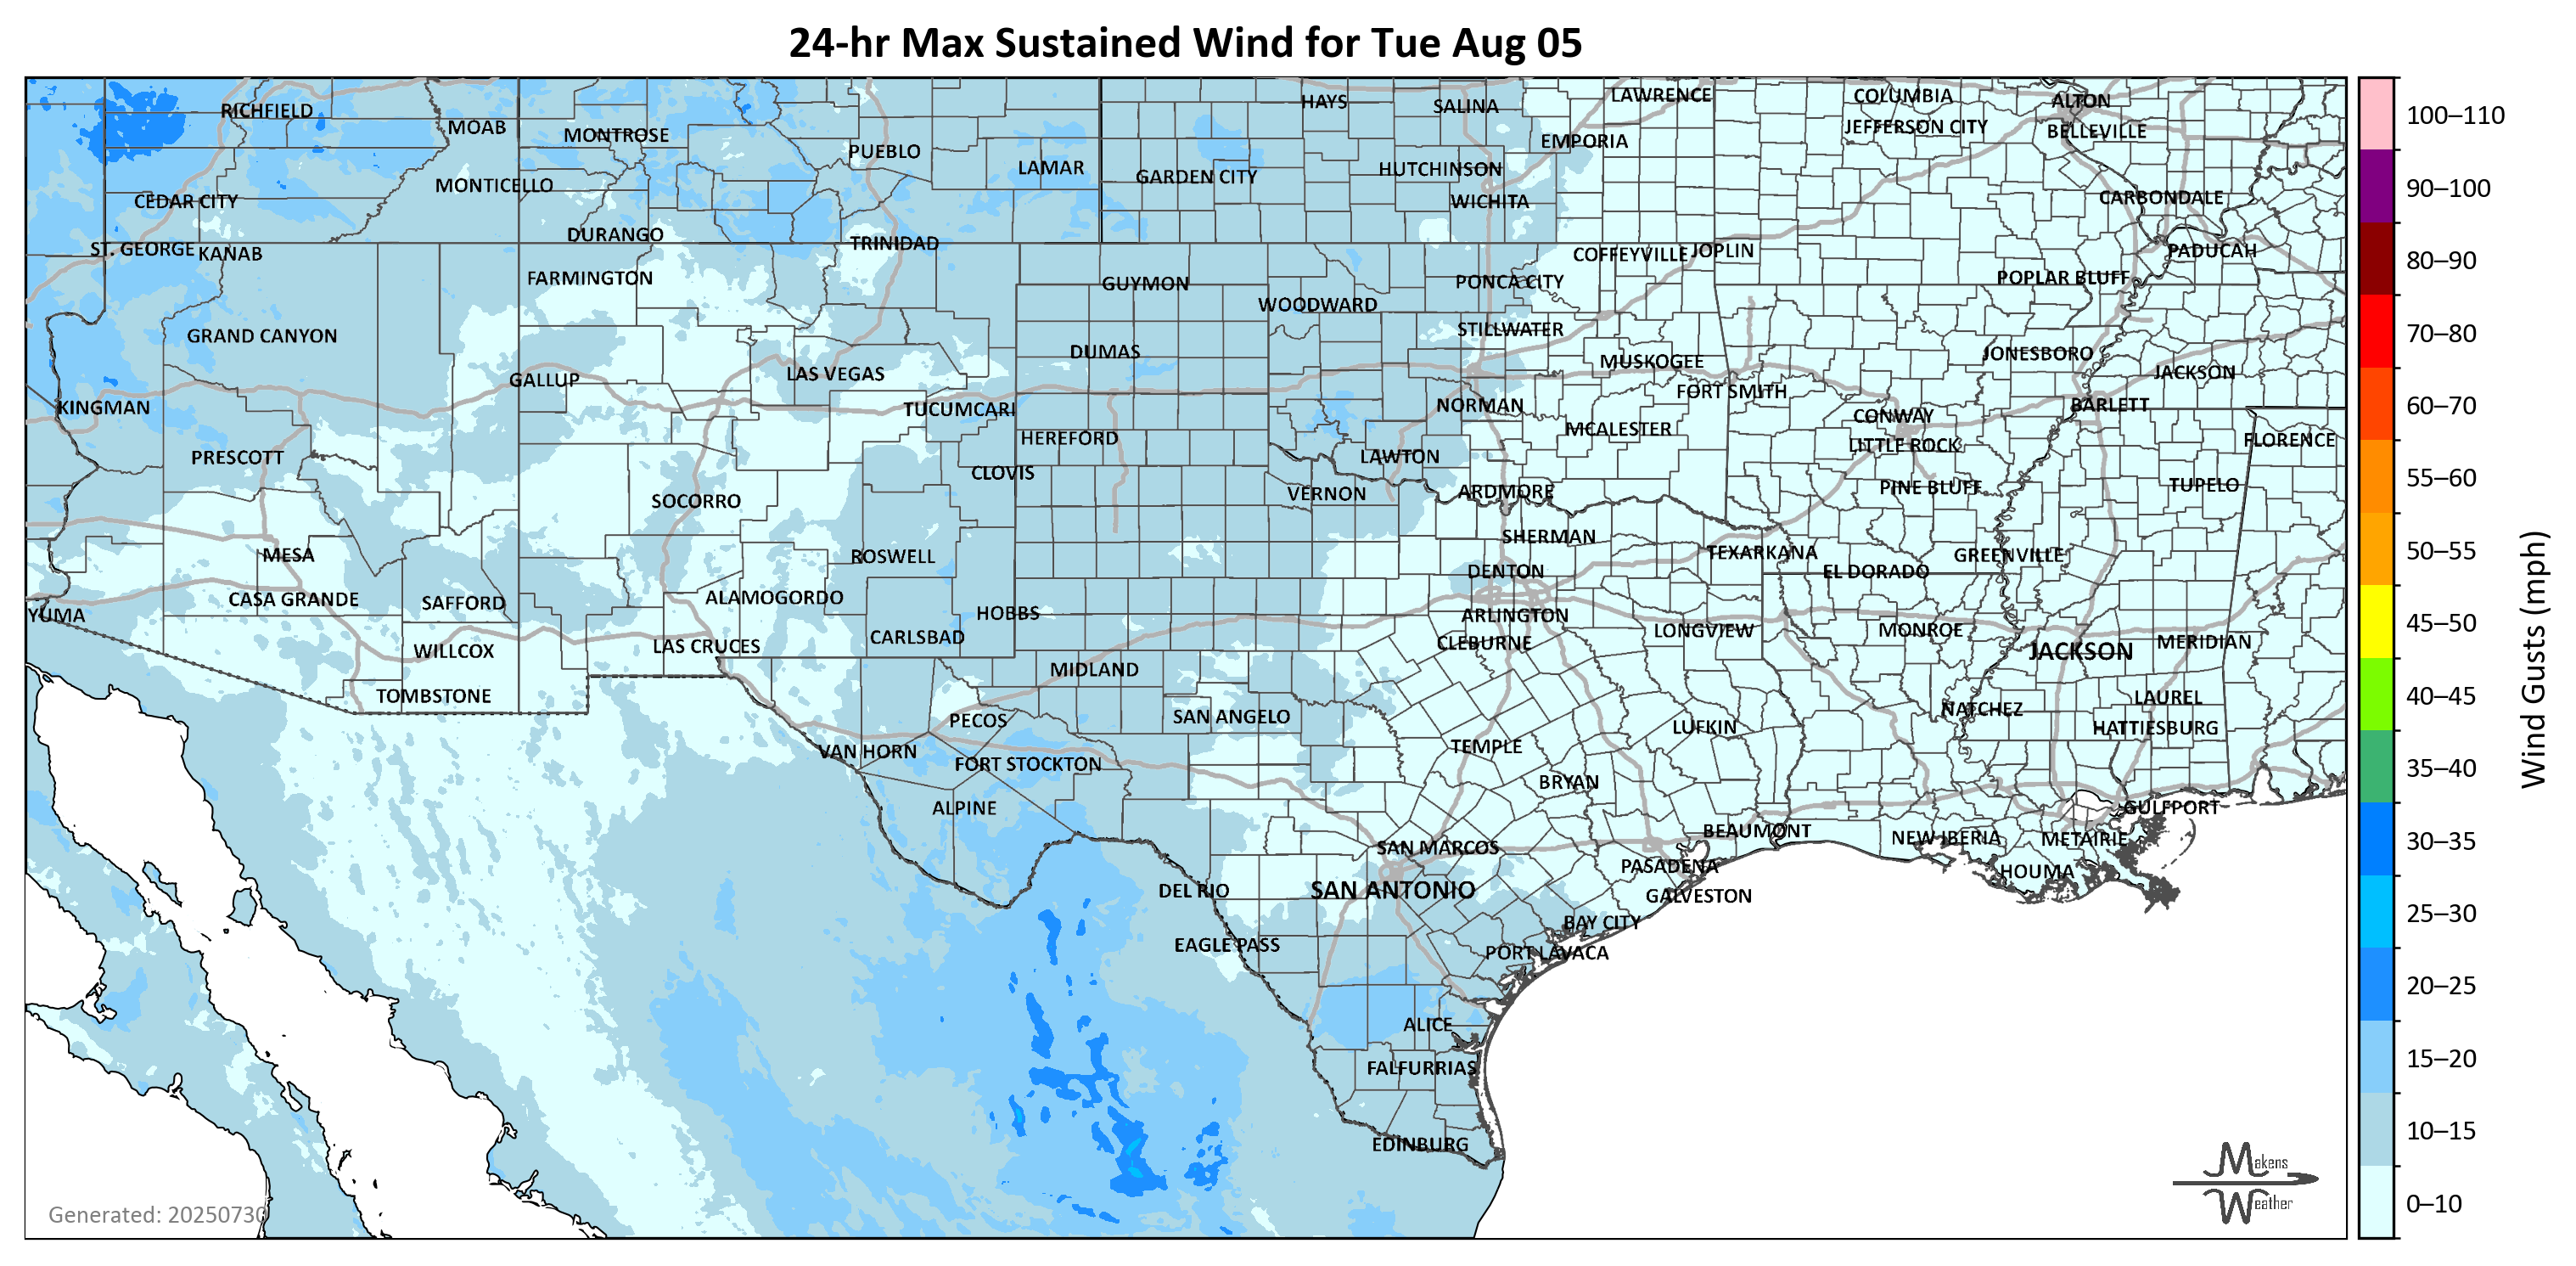 24-hr Max Sustained Wind for Tue Aug 05
RICHFIELD
MOAB
MONTROSE
PUEBLO
LAMAR
HAYS
SALINA
LAWRENCE
EMPORIA
COLUMBIA
JEFFERSON CITY
ALTON
BELLEVILLE
CEDAR CITY
MONTICELLO
GARDEN CITY
HUTCHINSON
WICHITA
CARBONDALE
ST. GEORGE
KANAB
DURANGO
TRINIDAD
COFFEYVILLE
JOPLIN
PADUCAH
FARMINGTON
GUYMON
WOODWARD
PONCA CITY
POPLAR BLUFF
GRAND CANYON
DUMAS
STILLWATER
MUSKOGEE
JONESBORO
JACKSON
GALLUP
LAS VEGAS
FORT SMITH
KINGMAN
TUCUMCARI
NORMAN
CONWAY
BARLETT
HEREFORD
MCALESTER
LITTLE ROCK
FLORENCE
PRESCOTT
CLOVIS
LAWTON
SOCORRO
VERNON
ARDMORE
PINE BLUFF
TUPELO
MESA
ROSWELL
SHERMAN
TEXARKANA
GREENVILLE
DENTON
EL DORADO
YUMA
CASA GRANDE
SAFFORD
ALAMOGORDO
HOBBS
ARLINGTON
CARLSBAD
CLEBURNE
LONGVIEW
MONROE
MERIDIAN
WILLCOX
LAS CRUCES
MIDLAND
JACKSON
TOMBSTONE
PECOS
SAN ANGELO
LUFKIN
NATCHEZ
LAUREL
HATTIESBURG
VAN HORN
FORT STOCKTON
TEMPLE
BRYAN
ALPINE
GULFPORT
SAN MARCOS
BEAUMONT
NEW IBERIA
METAIRIE
PASADENA
HOUMA
DEL RIO
SAN ANTONIO
GALVESTON
EAGLE PASS
BAY CITY
PORT LAVACA
ALICE
FALFURRIAS
EDINBURG
Generated: 20250730
Makens
Weather
100–110
90–100
80–90
70–80
60–70
55–60
50–55
45–50
40–45
35–40
30–35
25–30
20–25
15–20
10–15
0–10
Wind Gusts (mph)